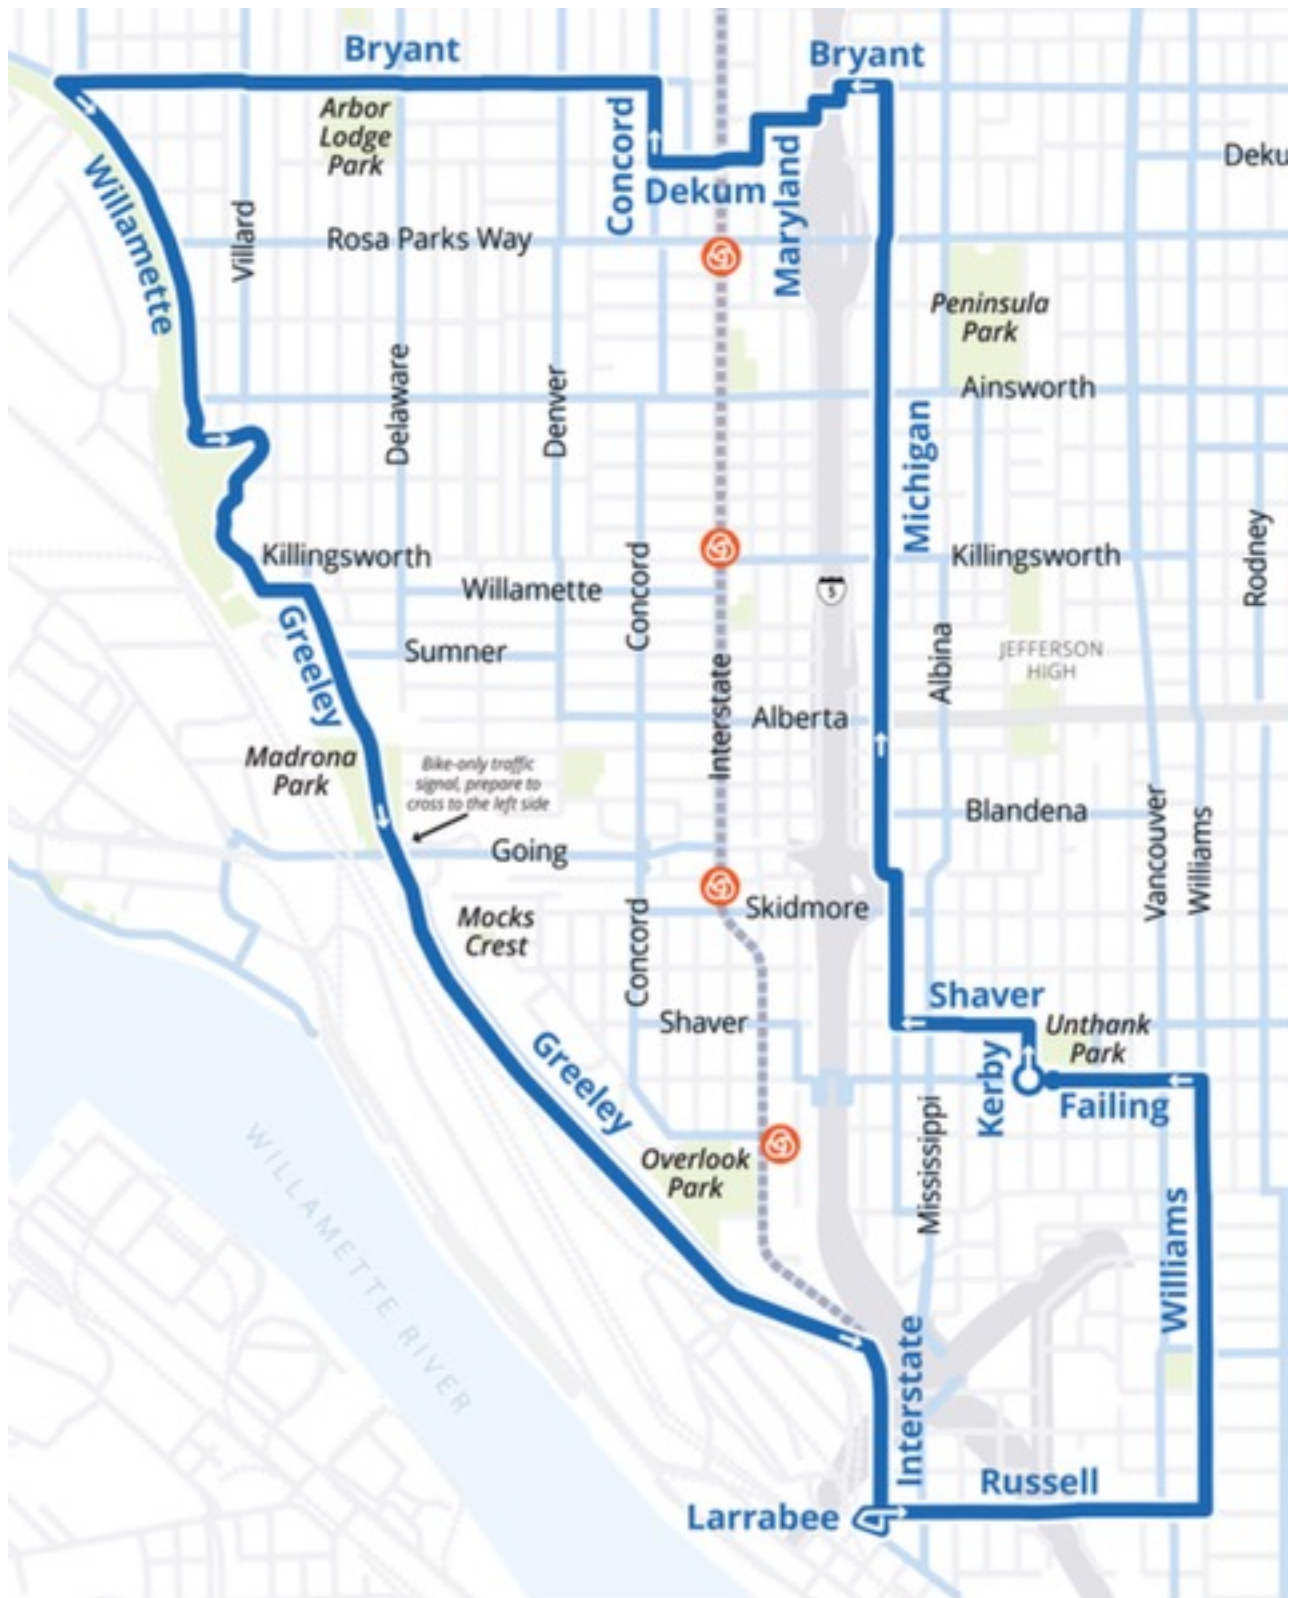 Bryant
Bryant
Arbor
Lodge
Park
Concord
Dekum
Maryland
Deku
Willamette
Villard
Rosa Parks Way
Peninsula
Park
Delaware
Denver
Ainsworth
Michigan
Killingsworth
Willamette
Concord
Killingsworth
Rodney
5
Greeley
Sumner
Interstate
Albina
JEFFERSON
HIGH
Alberta
Madrona
Park
Bike-only traffic
signal, prepare to
cross to the left side
Blandena
Vancouver
Williams
Going
Skidmore
Mocks
Crest
Concord
Shaver
Shaver
Unthank
Park
Greeley
Kerby
Failing
Mississippi
Overlook
Park
WILLAMETTE RIVER
Williams
Interstate
Russell
Larrabee